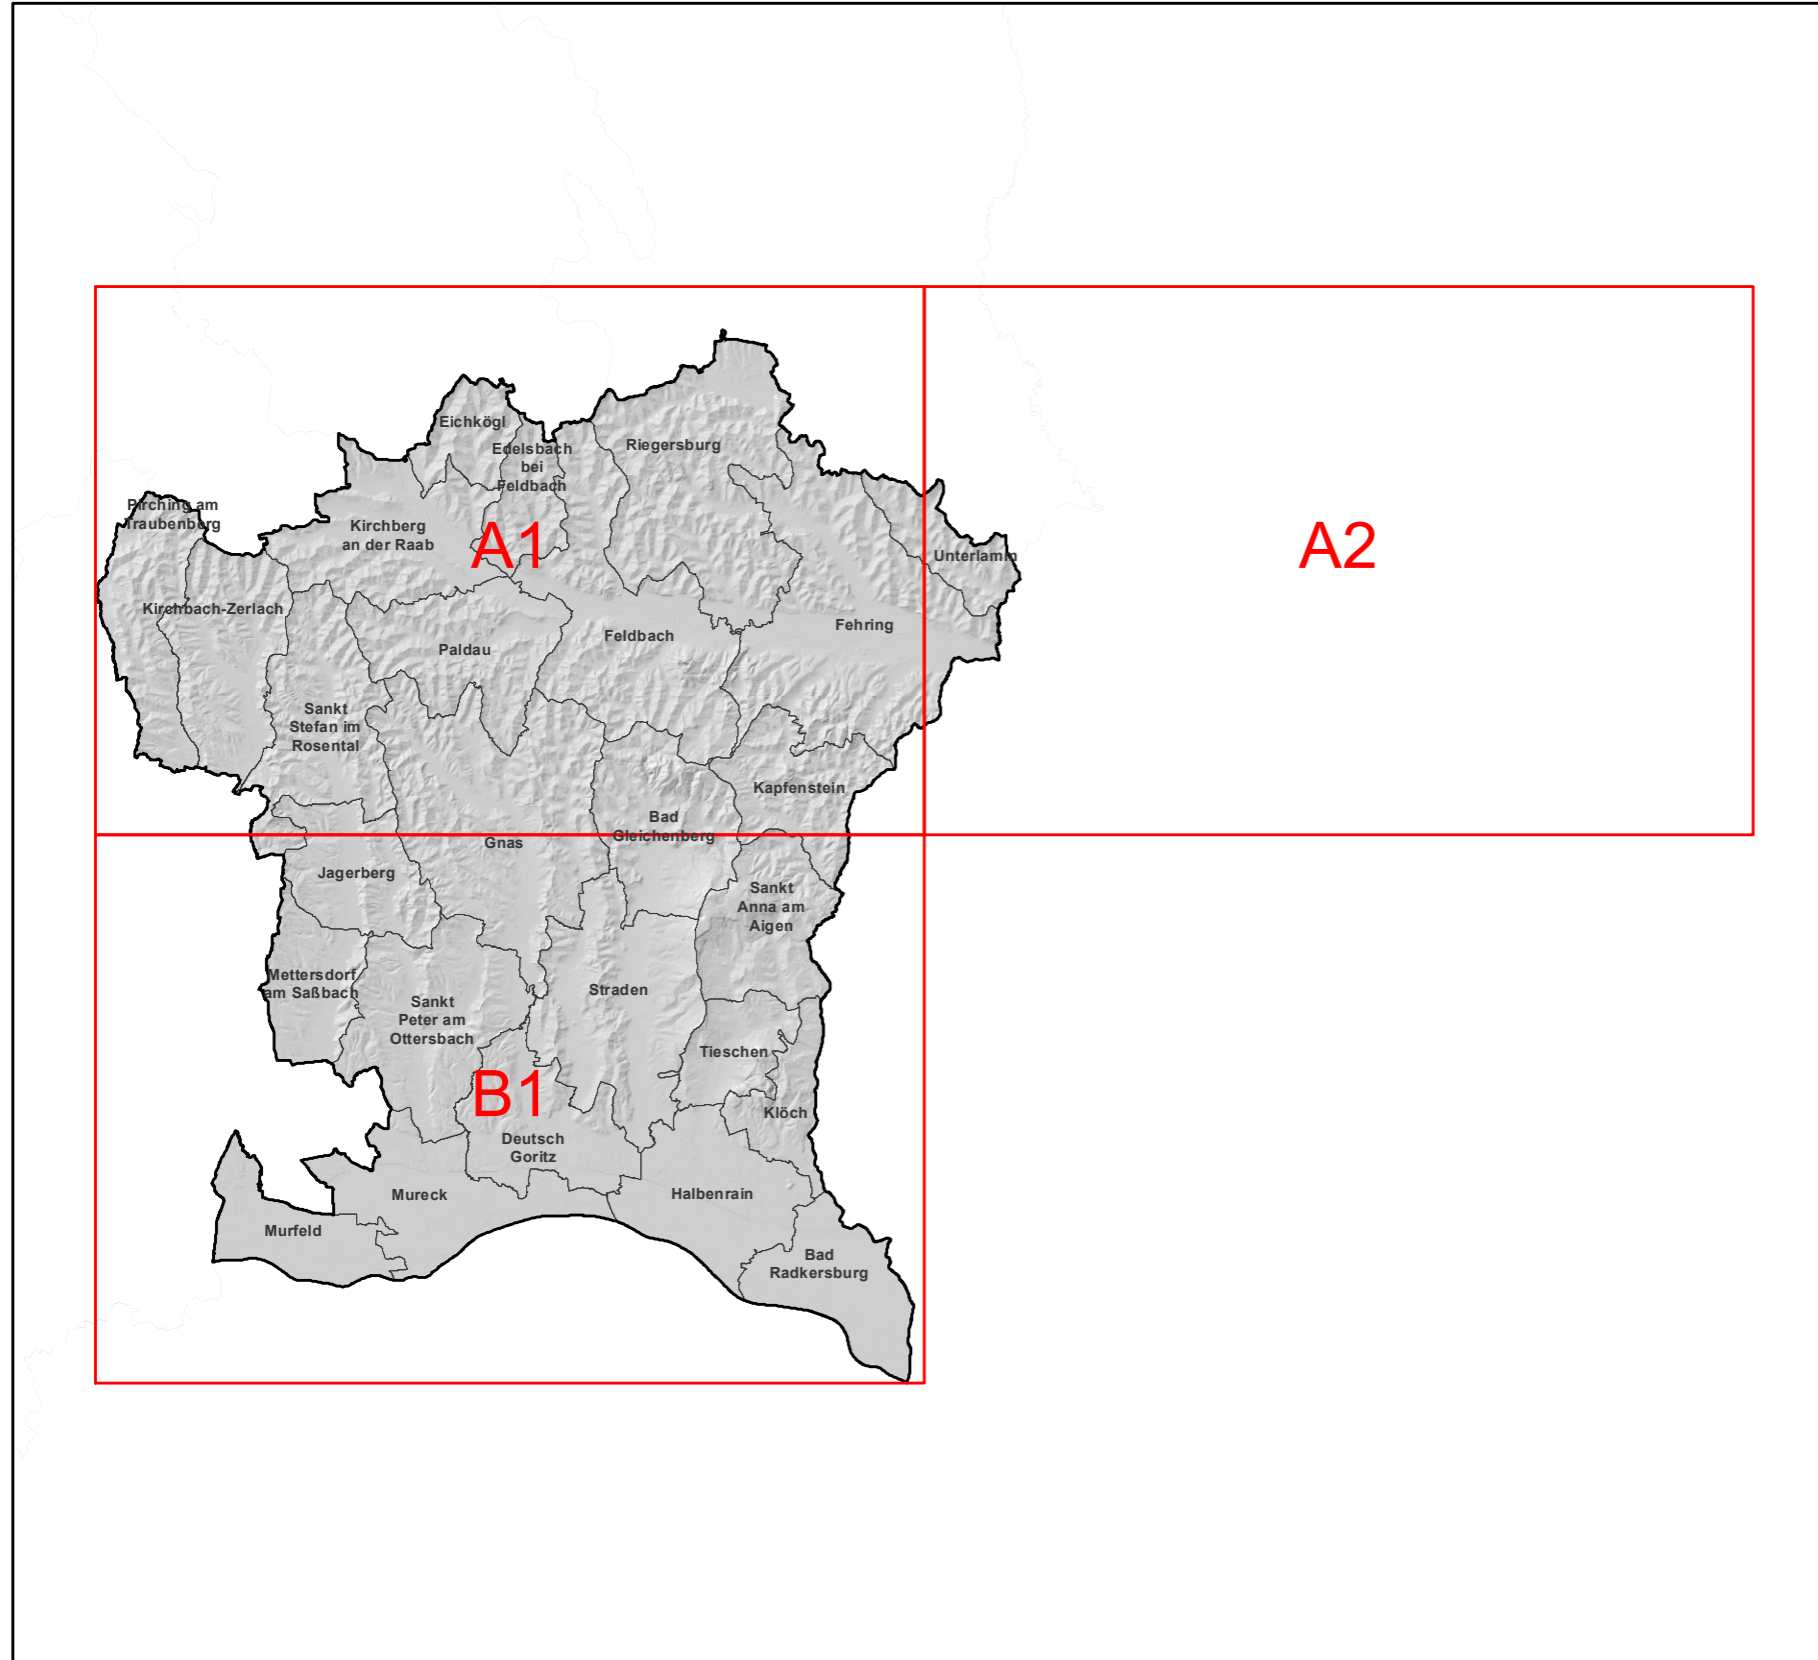 Eichkögl
Edelsbach
bei
Feldbach
Riegersburg
Pirching am
Traubenberg
Kirchberg
an der Raab
A1
A2
Unterlamm
Kirchbach-Zerlach
Fehring
Feldbach
Paldau
Sankt
Stefan im
Rosental
Kapfenstein
Bad
Gleichenberg
Gnas
Jagerberg
Sankt
Anna am
Aigen
Mettersdorf
am Saßbach
Straden
Sankt
Peter am
Ottersbach
Tieschen
B1
Klöch
Deutsch
Goritz
Mureck
Halbenrain
Murfeld
Bad
Radkersburg